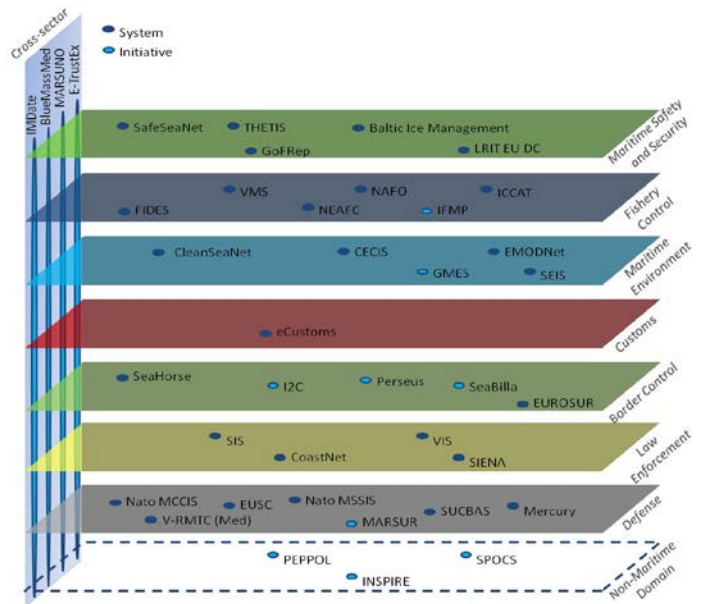 Cross-sector
System
Initiative
IMDate
BlueMassMed
MARSUNO
E-TrustEx
SafeSeaNet
THETIS
Baltic Ice Management
GoFRep
LRIT EU DC
Maritime Safety
and Security
VMS
NAFO
ICCAT
FIDES
NEAFC
IFMP
Fishery
Control
CleanSeaNet
CECIS
EMODNet
GMES
SEIS
Maritime
Environment
eCustoms
Customs
SeaHorse
I2C
Perseus
SeaBilla
EUROSUR
Border Control
SIS
VIS
CoastNet
SIENA
Law
Enforcement
Nato MCCIS
EUSC
Nato MSSIS
SUCBAS
Mercury
V-RMTC (Med)
MARSUR
Defense
PEPPOL
SPOCS
INSPIRE
Non-Maritime
Domain